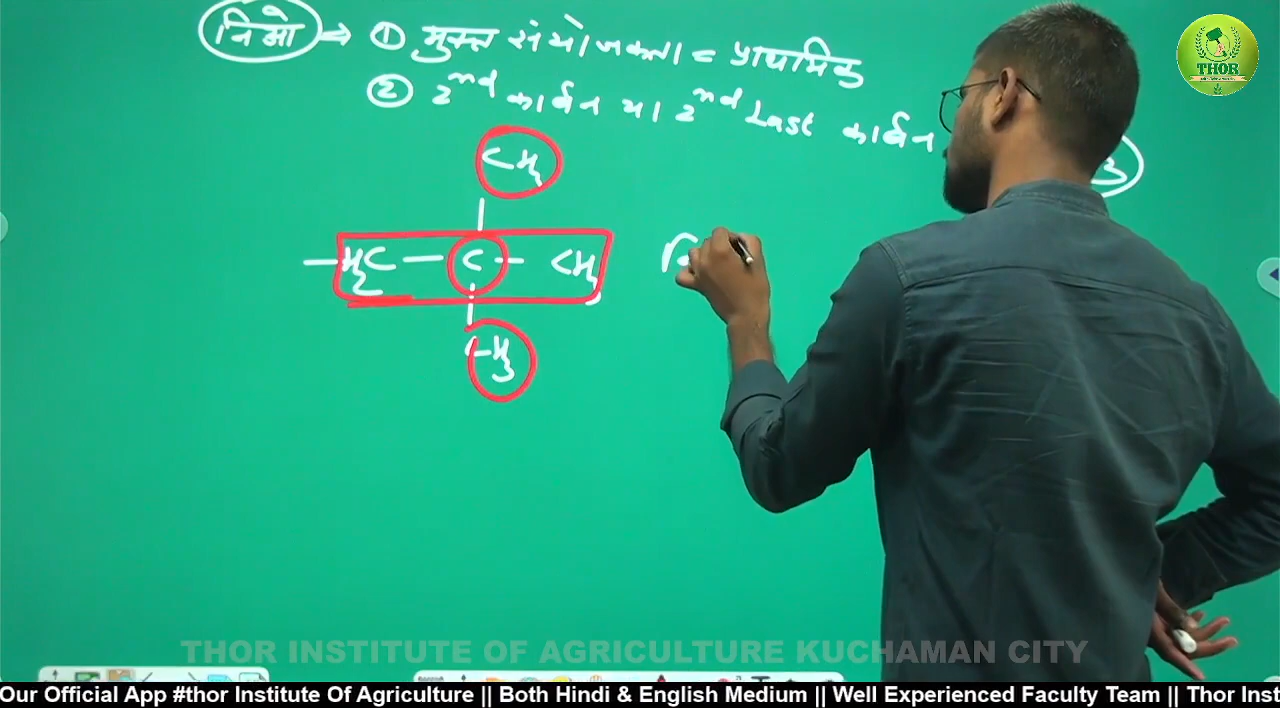 निओ ⇒ ① मुक्त संयोजकता = प्राथमिक
② 2nd कार्बन या 2nd Last कार्बन
CH3
-H2C - C - CH3
CH3
THOR
THOR INSTITUTE OF AGRICULTURE KUCHAMAN CITY
Our Official App #thor Institute Of Agriculture || Both Hindi & English Medium || Well Experienced Faculty Team || Thor Inst